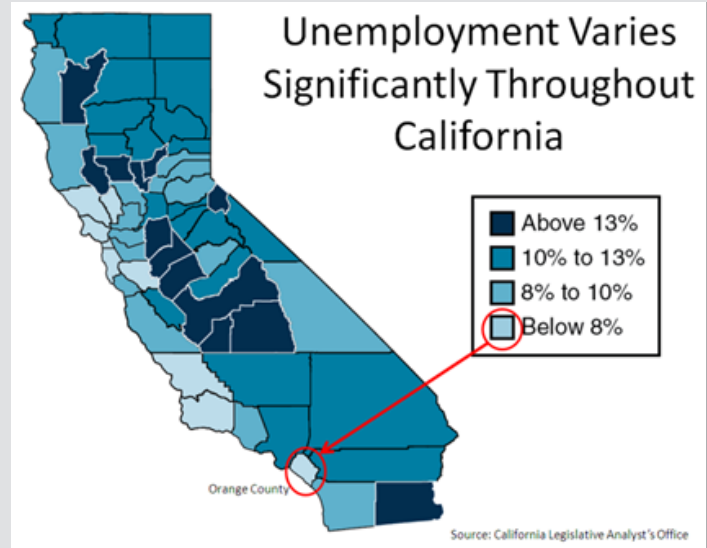 Unemployment Varies
Significantly Throughout
California
Above 13%
10% to 13%
8% to 10%
Below 8%
Orange County
Source: California Legislative Analyst's Office